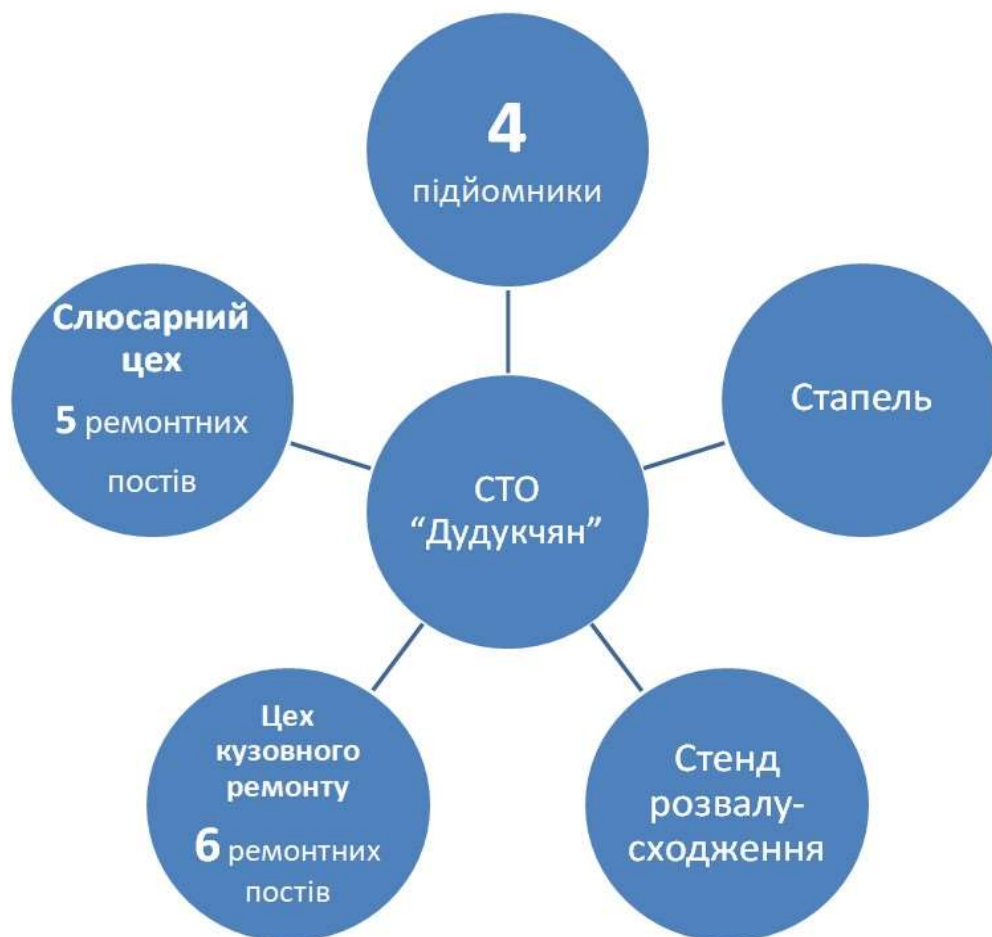 4
підйомники
Слюсарний
цех
5 ремонтних
постів
Стапель
СТО
“Дудукчян”
Цех
кузовного
ремонту
6 ремонтних
постів
Стенд
розвалу-
сходження